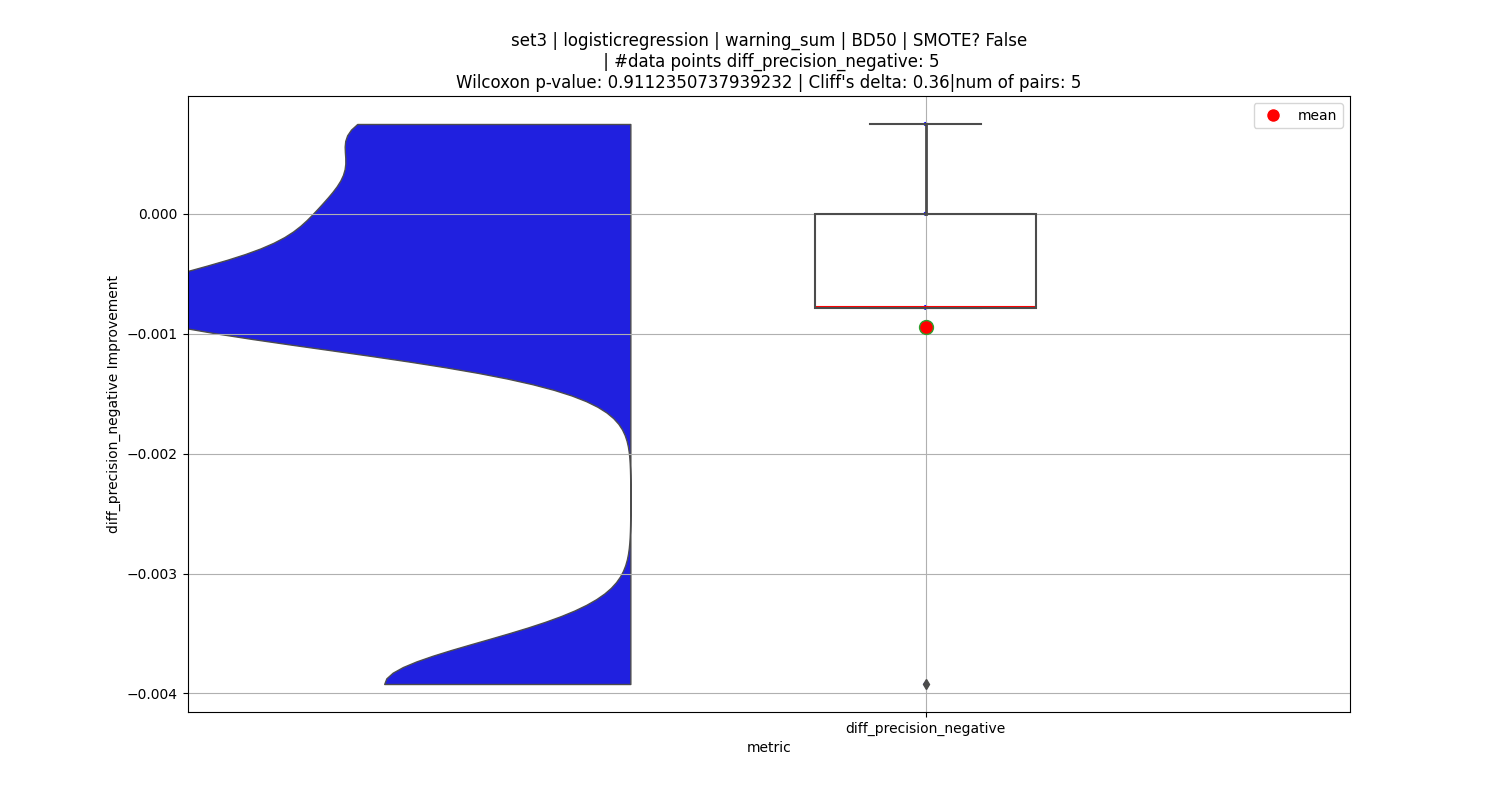 set3 | logisticregression | warning_sum | BD50 | SMOTE? False
| #data points diff_precision_negative: 5
Wilcoxon p-value: 0.9112350737939232 | Cliff's delta: 0.36|num of pairs: 5
mean
0.000
−0.001
−0.002
−0.003
−0.004
diff_precision_negative Improvement
diff_precision_negative
metric